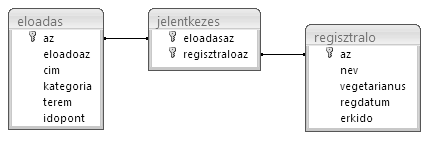 eloadas
az
eloadoaz
cim
kategoria
terem
idopont
jelentkezes
eloadasaz
regisztraloaz
regisztralo
az
nev
vegetarianus
regdatum
erkido